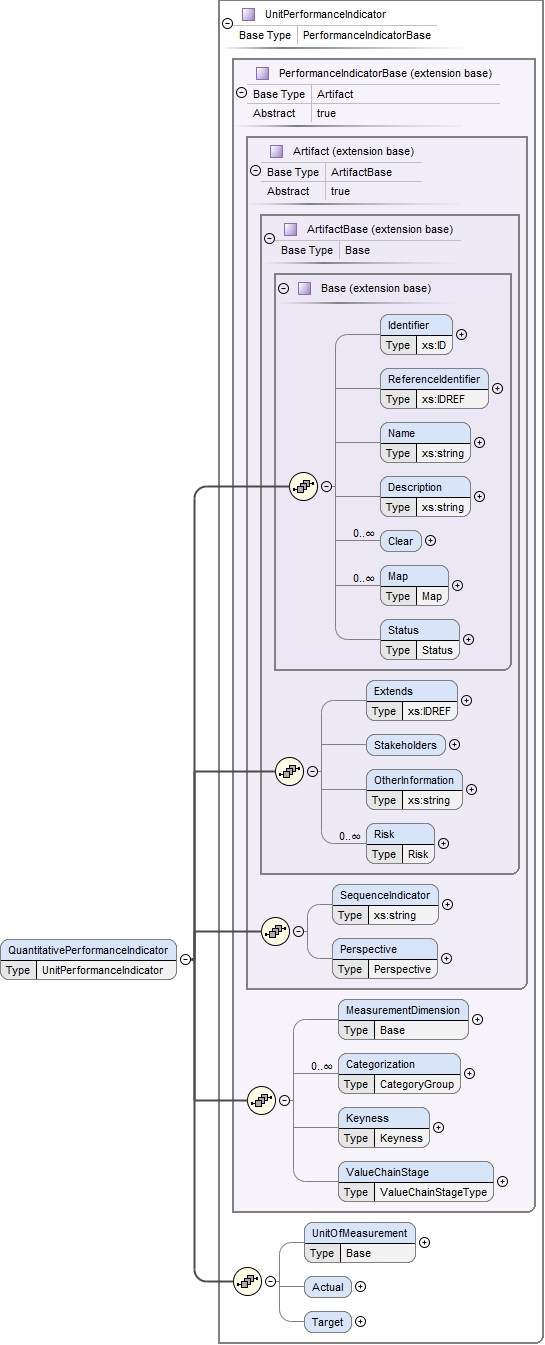 UnitPerformanceIndicator
Base Type PerformanceIndicatorBase
PerformanceIndicatorBase (extension base)
Base Type Artifact
Abstract true
Artifact (extension base)
Base Type ArtifactBase
Abstract true
ArtifactBase (extension base)
Base Type Base
Base (extension base)
Identifier
Type xs:ID
ReferenceIdentifier
Type xs:IDREF
Name
Type xs:string
Description
Type xs:string
0..∞
Clear
0..∞
Map
Type Map
Status
Type Status
Extends
Type xs:IDREF
Stakeholders
OtherInformation
Type xs:string
0..∞
Risk
Type Risk
SequenceIndicator
Type xs:string
Perspective
Type Perspective
QuantitativePerformanceIndicator
Type UnitPerformanceIndicator
MeasurementDimension
Type Base
0..∞
Categorization
Type CategoryGroup
Keyness
Type Keyness
ValueChainStage
Type ValueChainStageType
UnitOfMeasurement
Type Base
Actual
Target